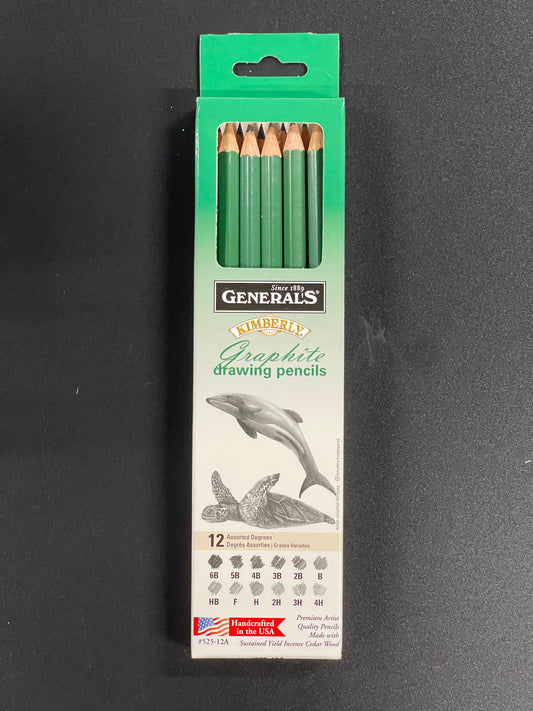 Since 1889
GENERAL'S®
KIMBERLY®
Graphite
drawing pencils
12 Assorted Degrees
Degrés Assorties | Grados Variados
6B 5B 4B 3B 2B B
HB F H 2H 3H 4H
Handcrafted
in the USA
#525-12A
Premium Artist
Quality Pencils
Made with
Sustained Yield Incense Cedar Wood